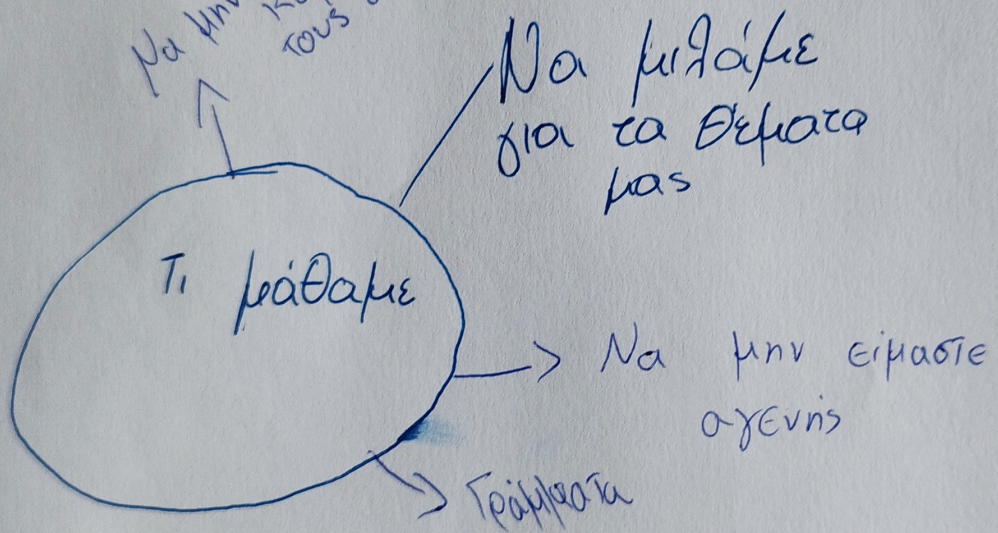 Να μην
τους
Να μιλάμε
για τα θέματα
μας
Τι μάθαμε
Να μην είμαστε
αγενής
Γράμματα